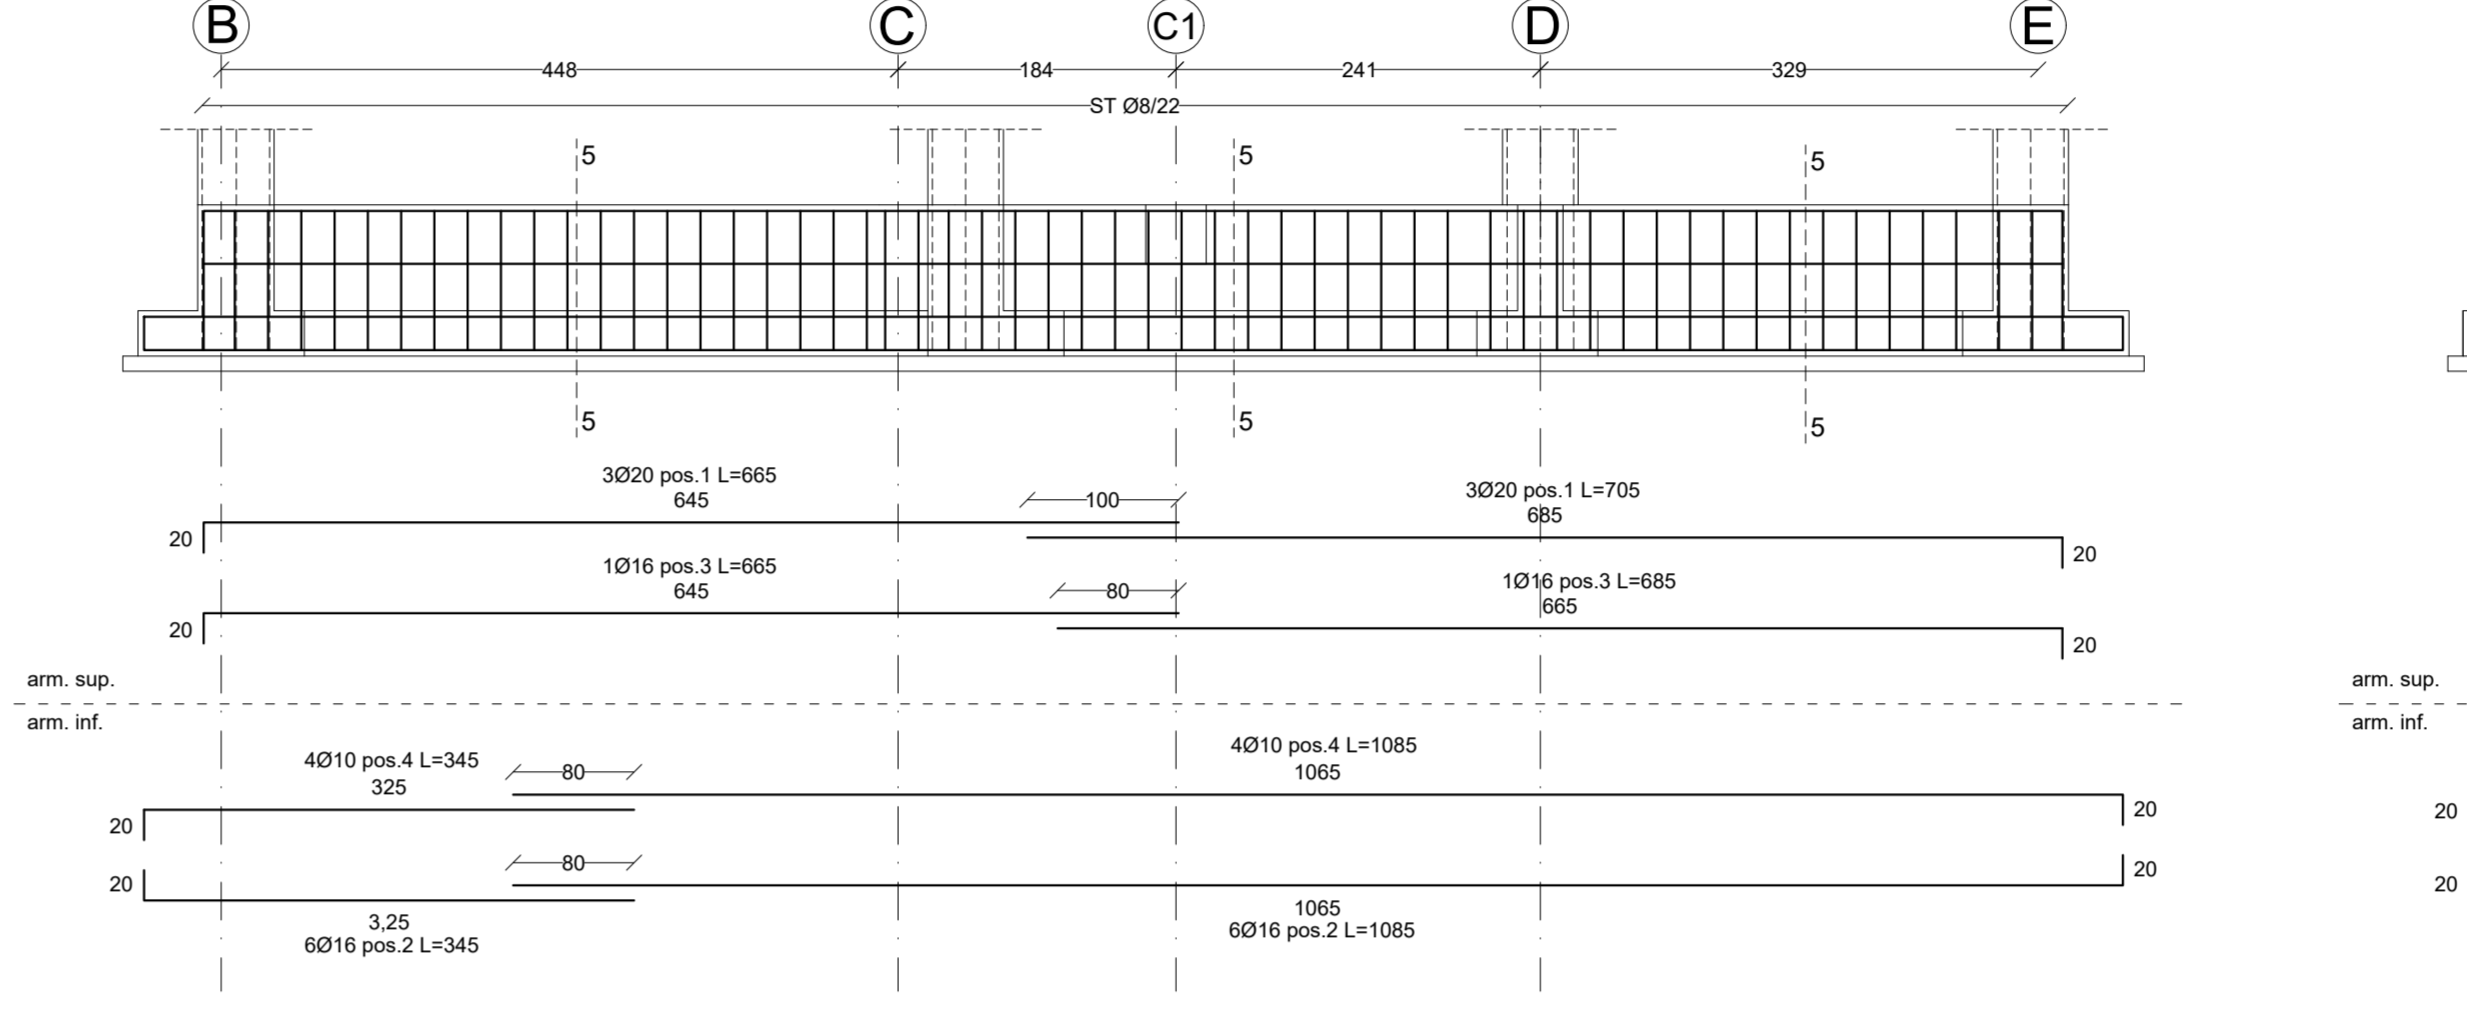 B C C1 D E
448 184 241 329
ST Ø8/22
5 5 5
5 5 5
3Ø20 pos.1 L=665
645
100
3Ø20 pos.1 L=705
685
20
20
1Ø16 pos.3 L=665
645
80
1Ø16 pos.3 L=685
665
20
20
arm. sup.
arm. sup.
arm. inf.
arm. inf.
4Ø10 pos.4 L=345
325
80
4Ø10 pos.4 L=1085
1065
20
20
20
80
20
20
20
3,25
6Ø16 pos.2 L=345
1065
6Ø16 pos.2 L=1085